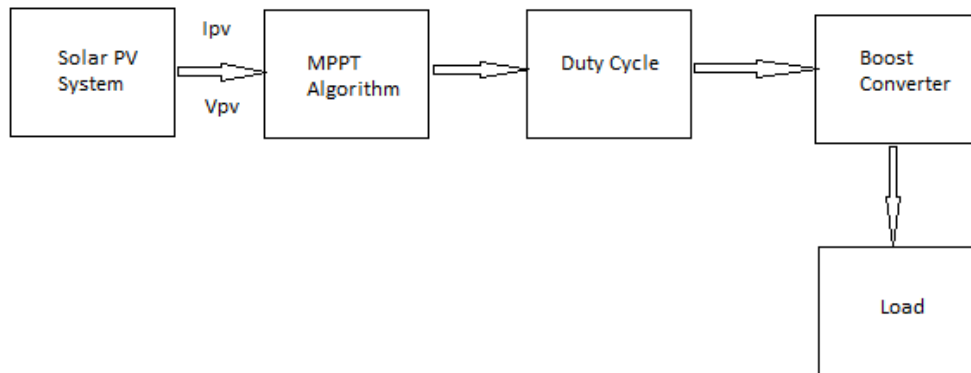 Solar PV
System
Ipv
Vpv
MPPT
Algorithm
Duty Cycle
Boost
Converter
Load